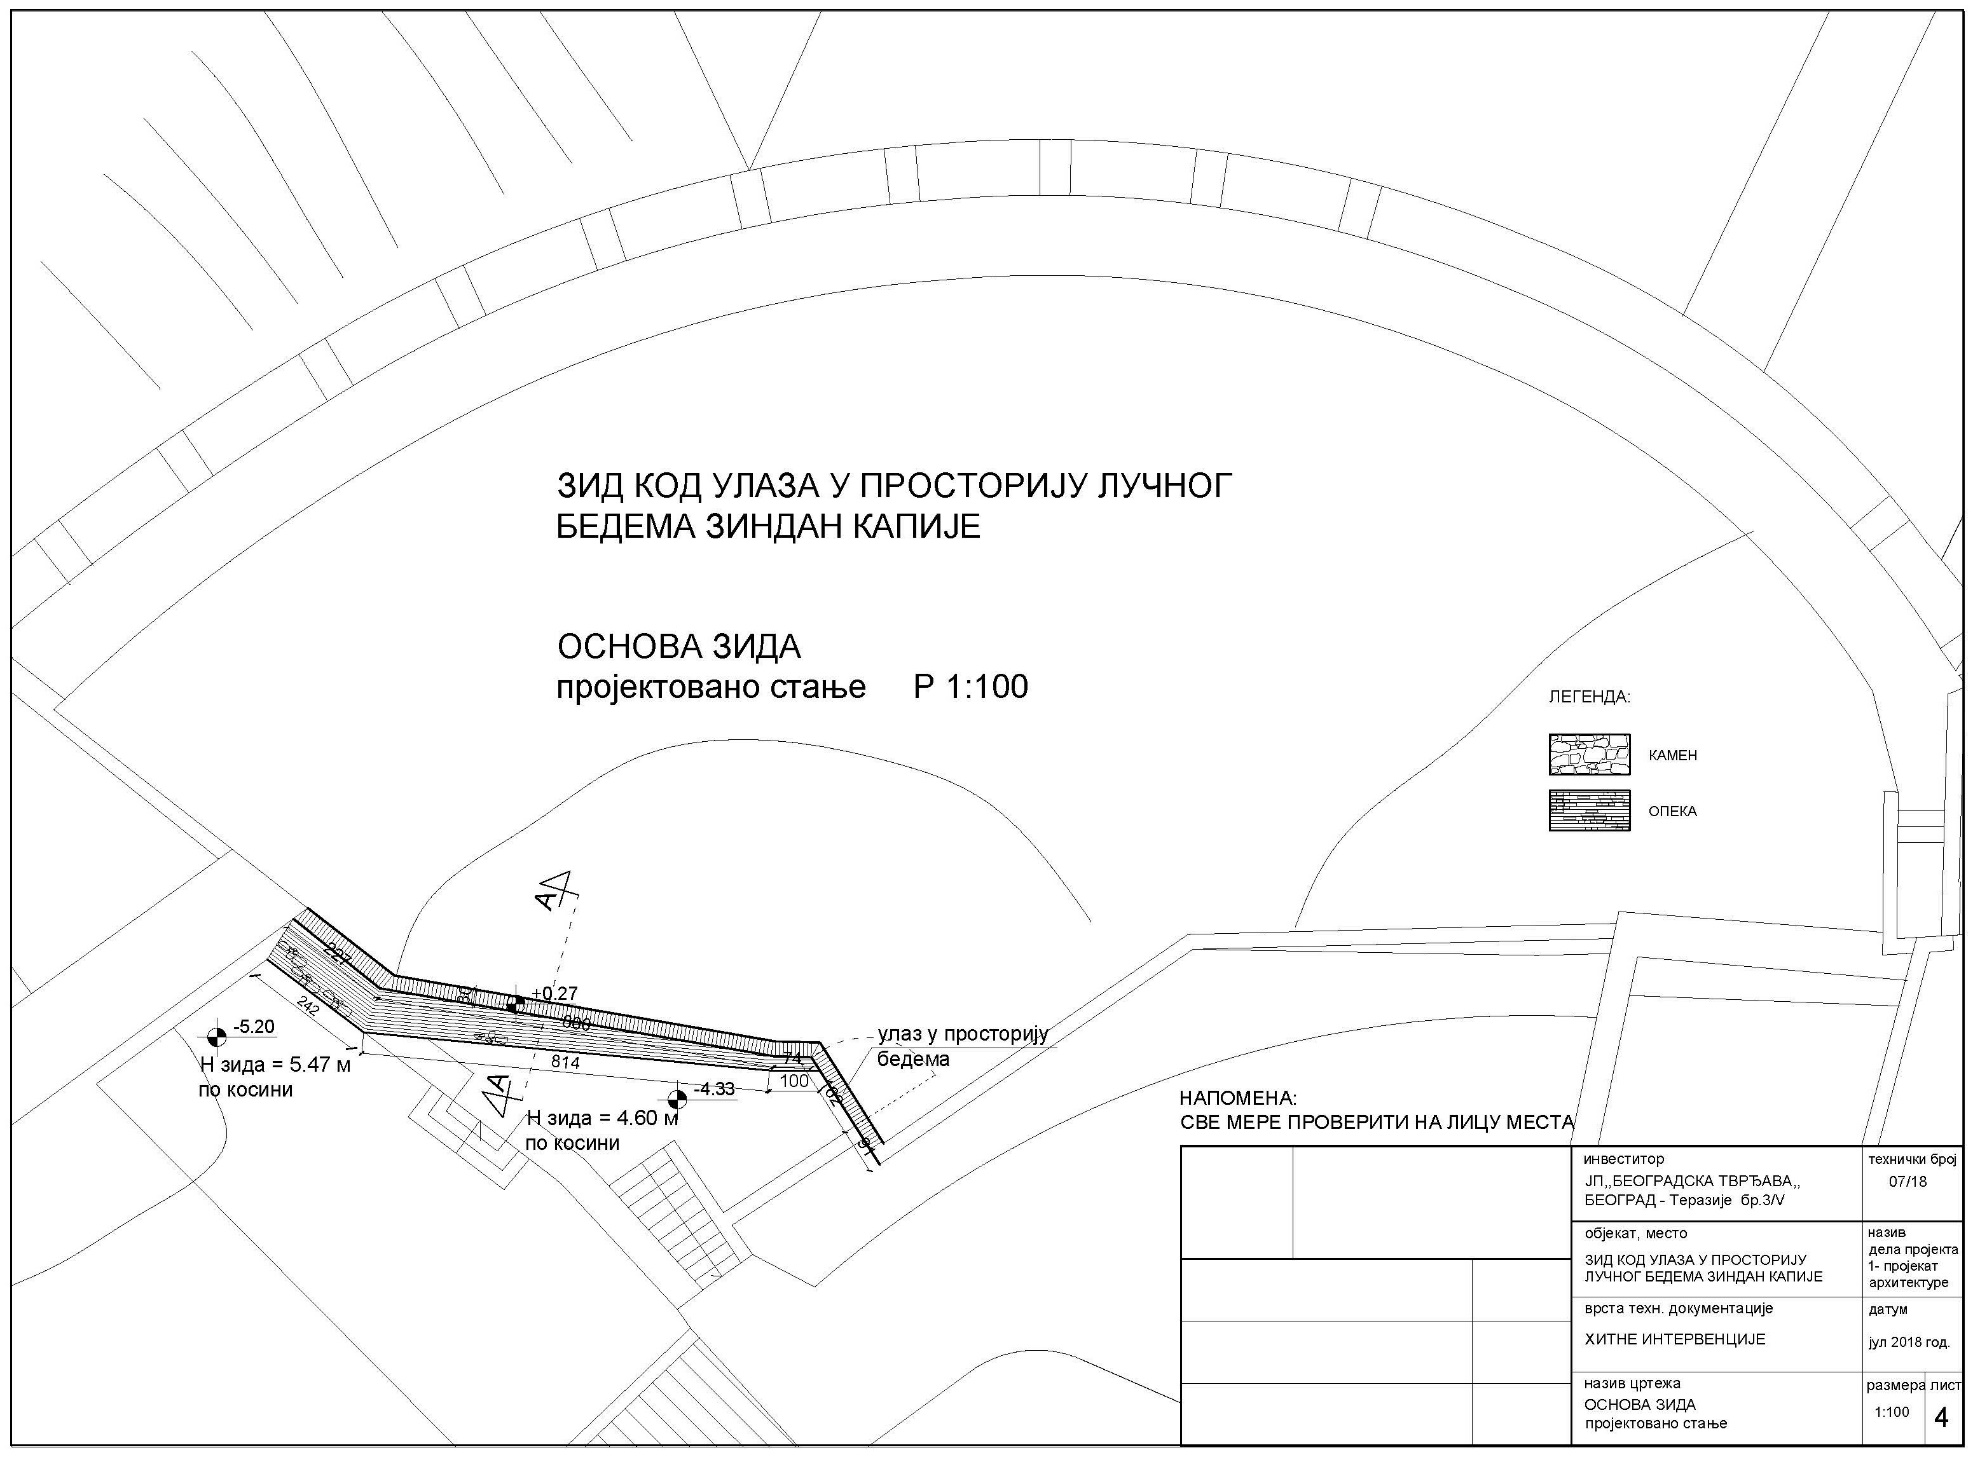 ЗИД КОД УЛАЗА У ПРОСТОРИЈУ ЛУЧНОГ
БЕДЕМА ЗИНДАН КАПИЈЕ
ОСНОВА ЗИДА
пројектовано стање Р 1:100
ЛЕГЕНДА:
КАМЕН
ОПЕКА
А
227
80
+0.27
800
242
-5.20
Н зида = 5.47 м
по косини
814
74
100
улаз у просторију
бедема
-4.33
А
Н зида = 4.60 м
по косини
91
НАПОМЕНА:
СВЕ МЕРЕ ПРОВЕРИТИ НА ЛИЦУ МЕСТА
инвеститор
ЈП,,БЕОГРАДСКА ТВРЂАВА,,
БЕОГРАД - Теразије бр.3/V
технички број
07/18
објекат, место
ЗИД КОД УЛАЗА У ПРОСТОРИЈУ
ЛУЧНОГ БЕДЕМА ЗИНДАН КАПИЈЕ
назив
дела пројекта
1- пројекат
архитектуре
врста техн. документације
ХИТНЕ ИНТЕРВЕНЦИЈЕ
датум
јул 2018 год.
назив цртежа
ОСНОВА ЗИДА
пројектовано стање
размера
1:100
лист
4